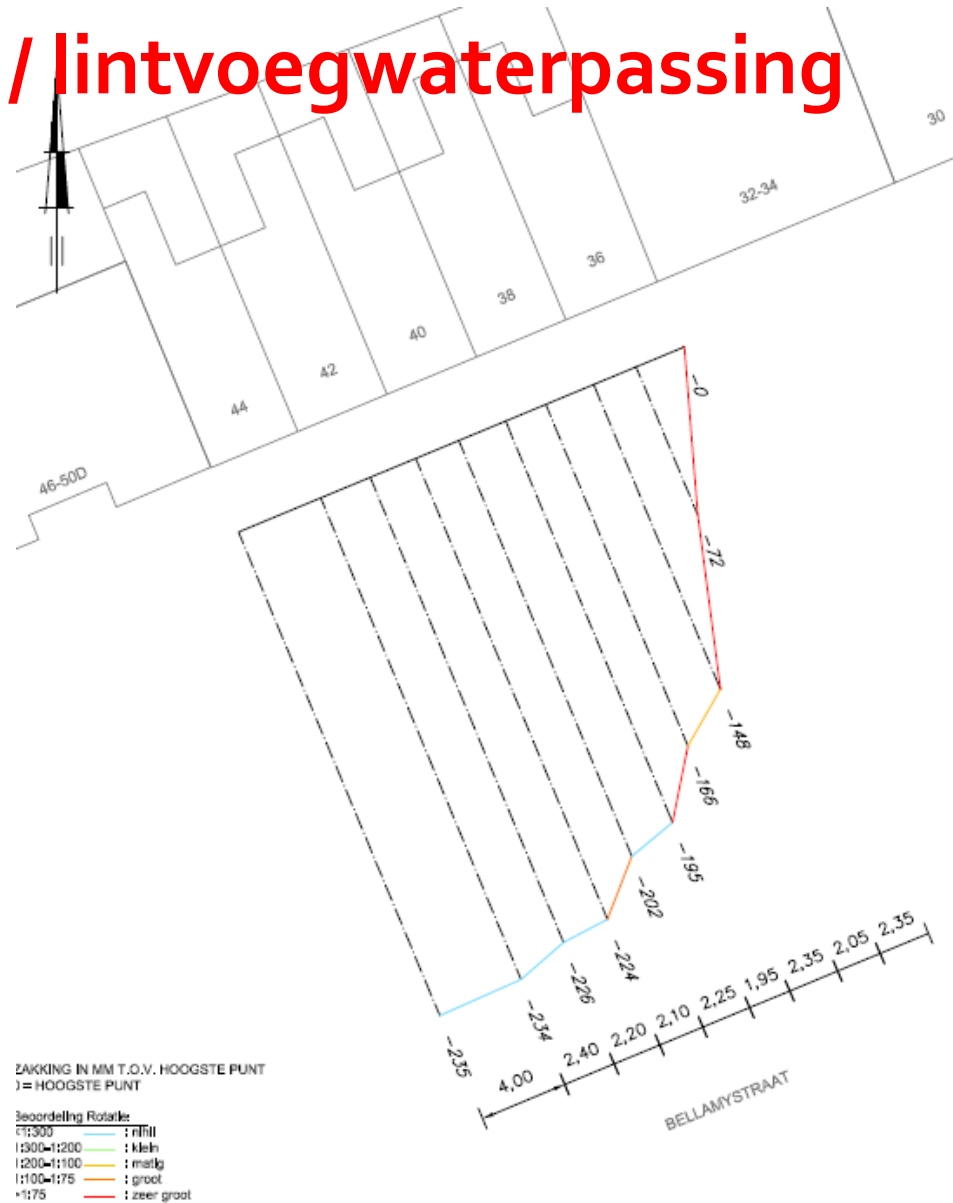 / lintvoegwaterpassing
30
32-34
36
38
40
42
44
46-50D
-0
-72
-148
-166
-195
-202
-224
-226
-234
-235
4,00 2,40 2,20 2,10 2,25 1,95 2,35 2,05 2,35
BELLAMYSTRAAT
ZAKKING IN MM T.O.V. HOOGSTE PUNT
= HOOGSTE PUNT
Beoordeling Rotatie:
<1:300 : nihil
1:300-1:200 : klein
1:200-1:100 : matig
1:100-1:75 : groot
>1:75 : zeer groot